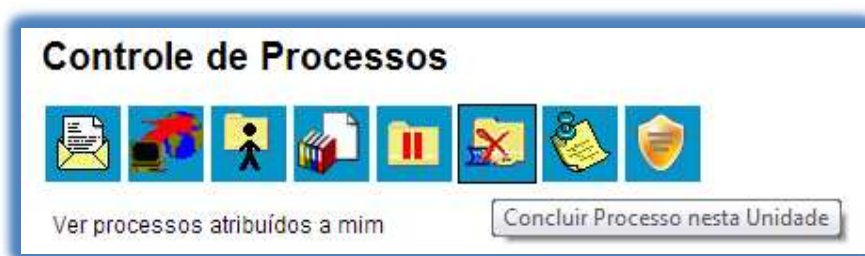 Controle de Processos
Ver processos atribuídos a mim
Concluir Processo nesta Unidade